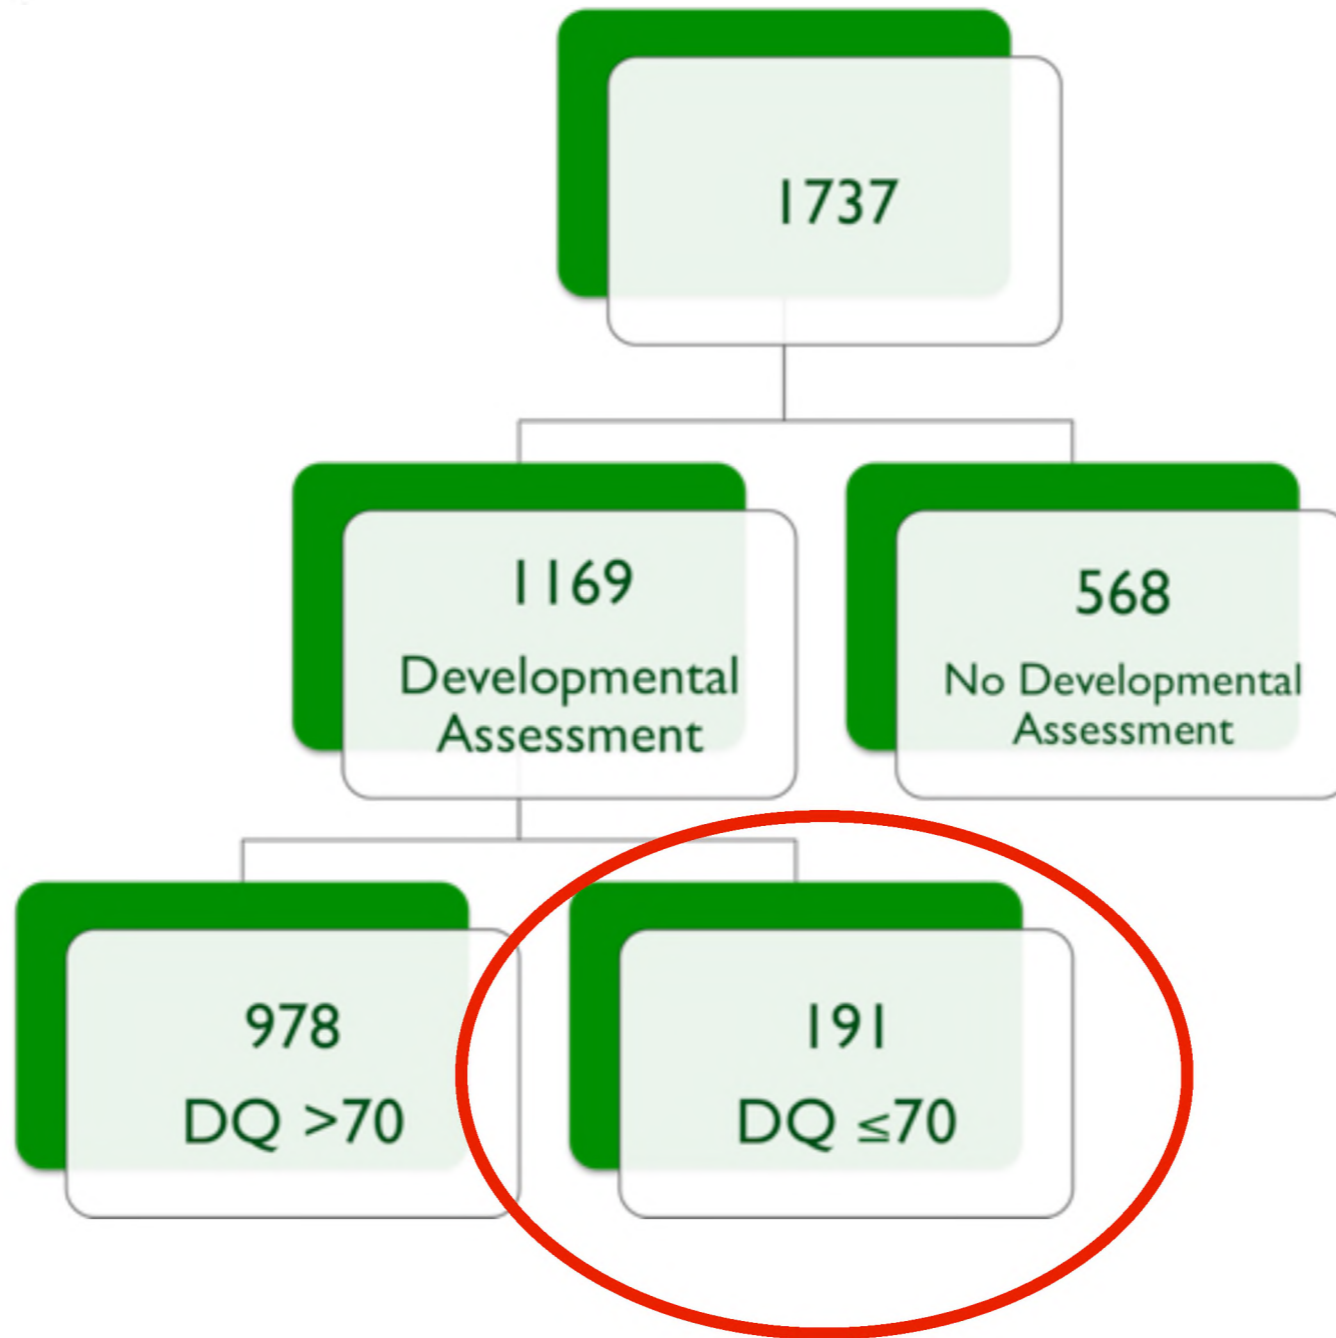 1737
1169
Developmental
Assessment
568
No Developmental
Assessment
978
DQ >70
191
DQ ≤70